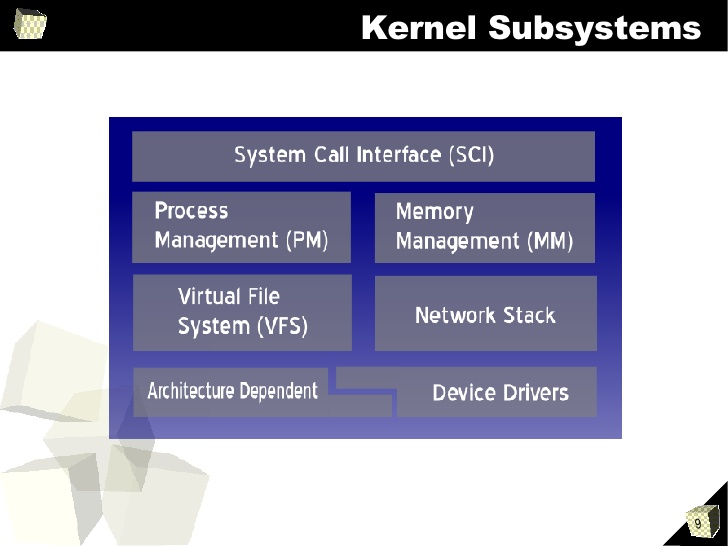 Kernel Subsystems
System Call Interface (SCI)
Process
Management (PM)
Memory
Management (MM)
Virtual File
System (VFS)
Network Stack
Architecture Dependent
Device Drivers
9